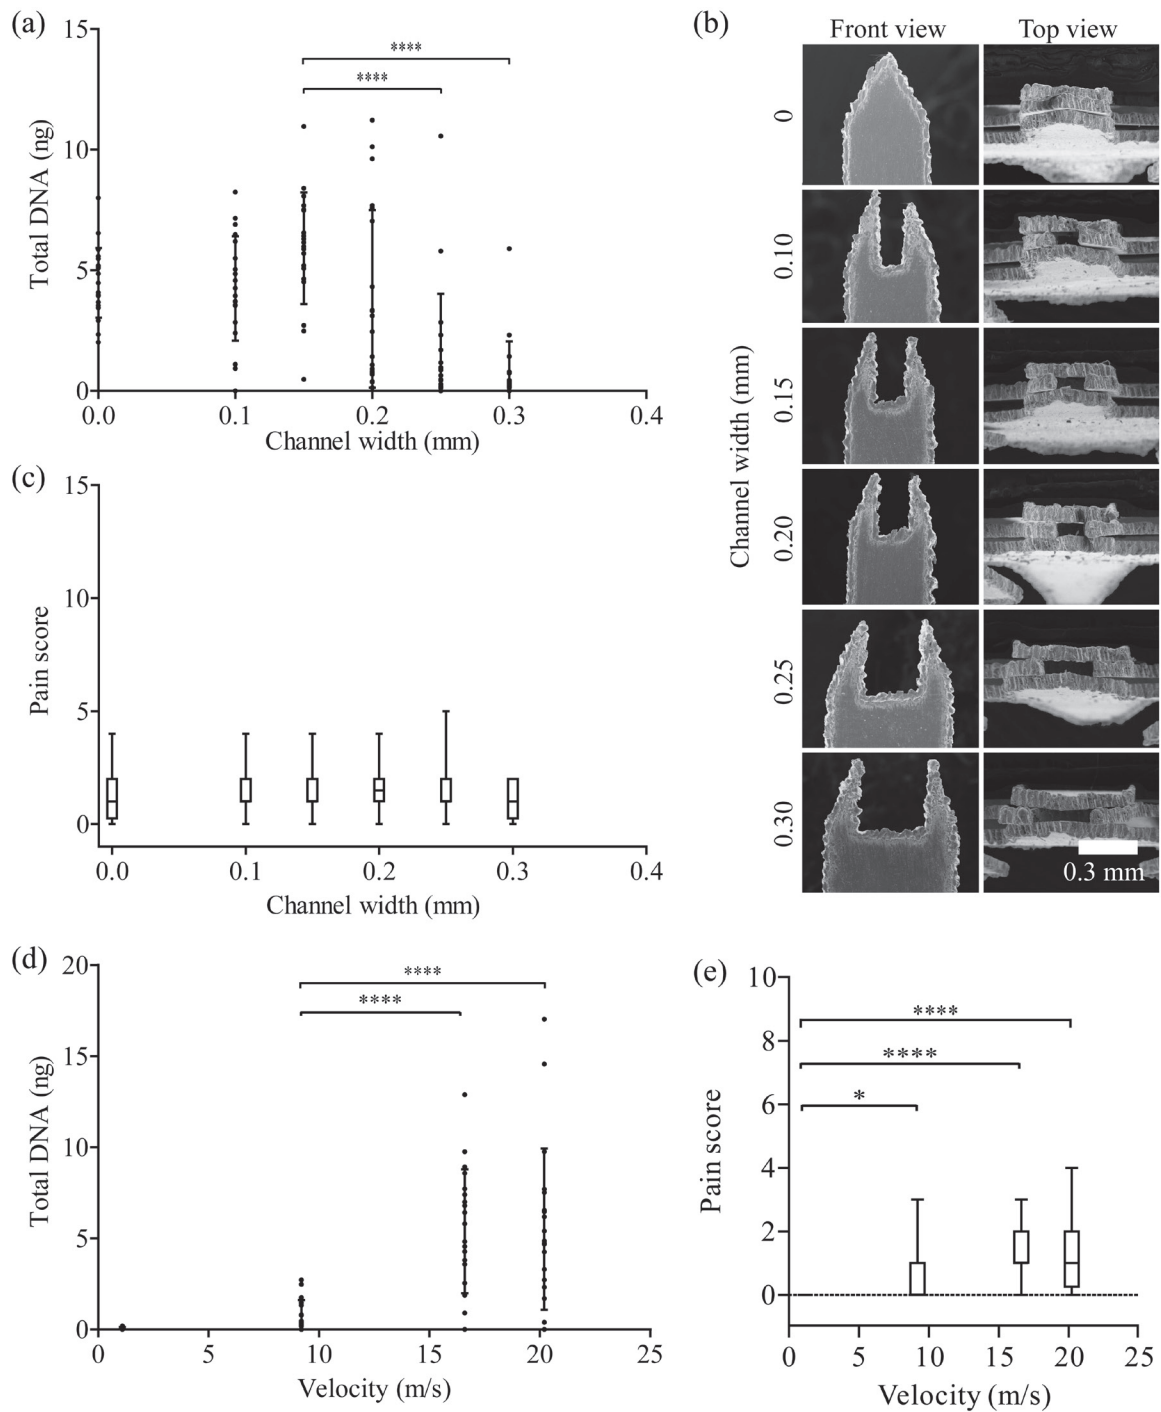 (a)
15
10
5
0
Total DNA (ng)
****
****
0.0 0.1 0.2 0.3 0.4
Channel width (mm)
(b)
Front view Top view
Channel width (mm)
0
0.10
0.15
0.20
0.25
0.30
0.3 mm
(c)
15
10
5
0
Pain score
0.0 0.1 0.2 0.3 0.4
Channel width (mm)
(d)
20
15
10
5
0
Total DNA (ng)
****
****
0 5 10 15 20 25
Velocity (m/s)
(e)
10
8
6
4
2
0
Pain score
****
****
*
0 5 10 15 20 25
Velocity (m/s)